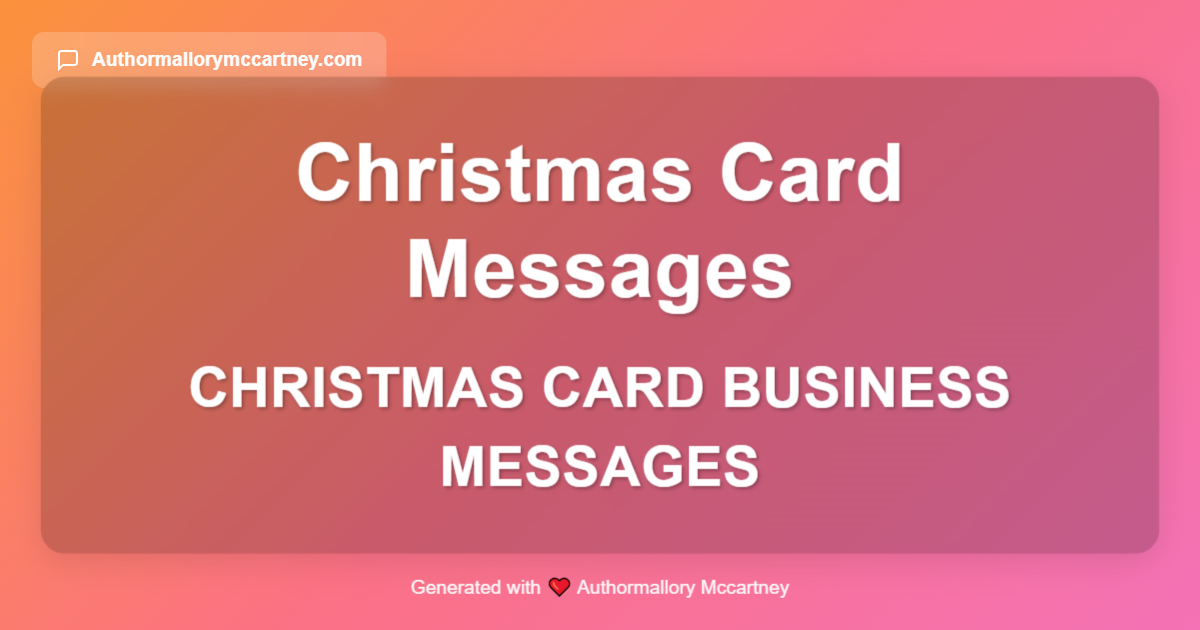 Authormallorymccartney.com
Christmas Card
Messages
CHRISTMAS CARD BUSINESS
MESSAGES
Generated with ❤️ Authormallory Mccartney